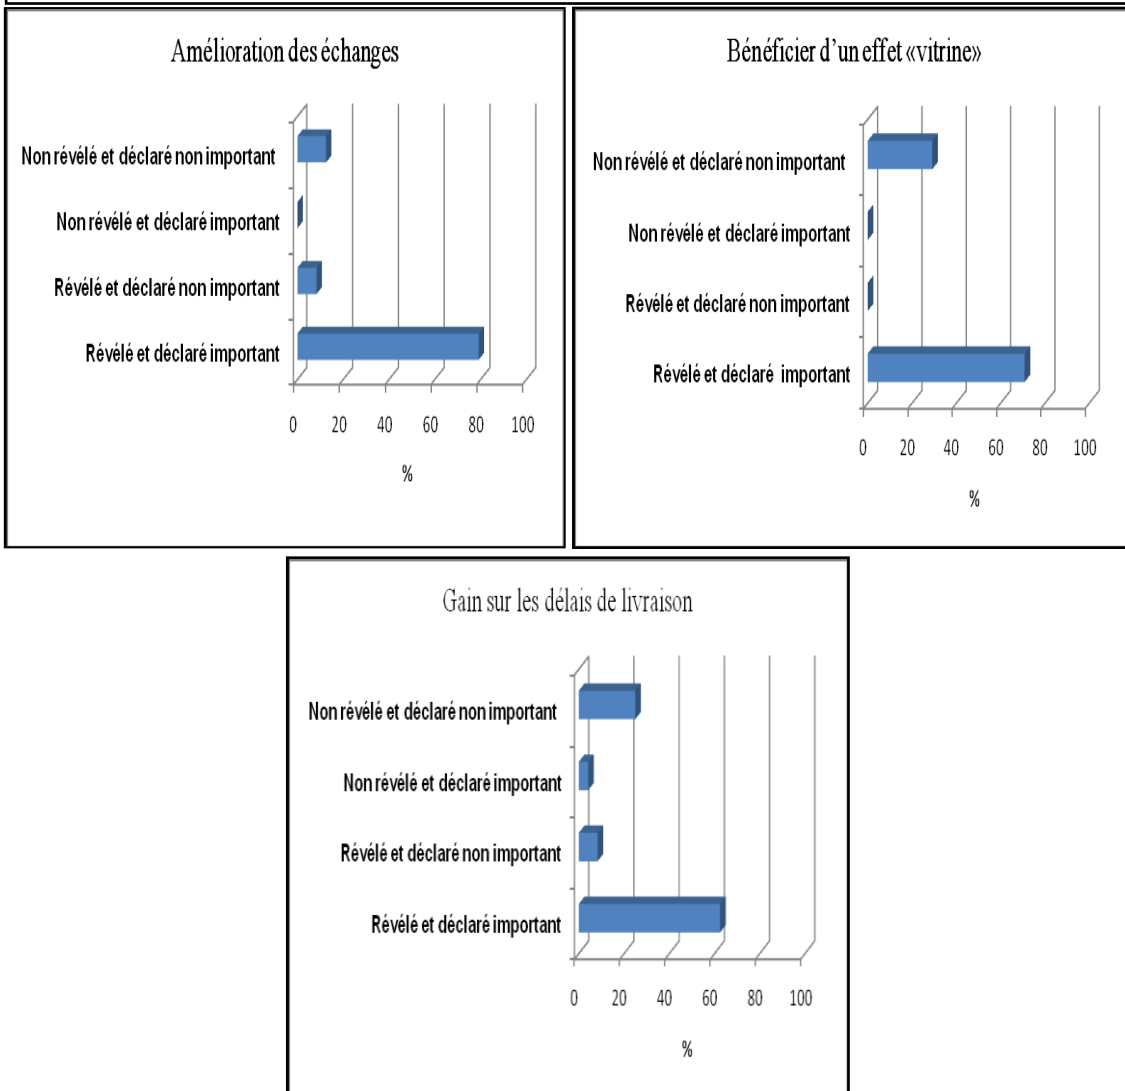 Amélioration des échanges
Non révélé et déclaré non important
Non révélé et déclaré important
Révélé et déclaré non important
Révélé et déclaré important
0 20 40 60 80 100
%
Bénéficier d'un effet «vitrine»
Non révélé et déclaré non important
Non révélé et déclaré important
Révélé et déclaré non important
Révélé et déclaré important
0 20 40 60 80 100
%
Gain sur les délais de livraison
Non révélé et déclaré non important
Non révélé et déclaré important
Révélé et déclaré non important
Révélé et déclaré important
0 20 40 60 80 100
%